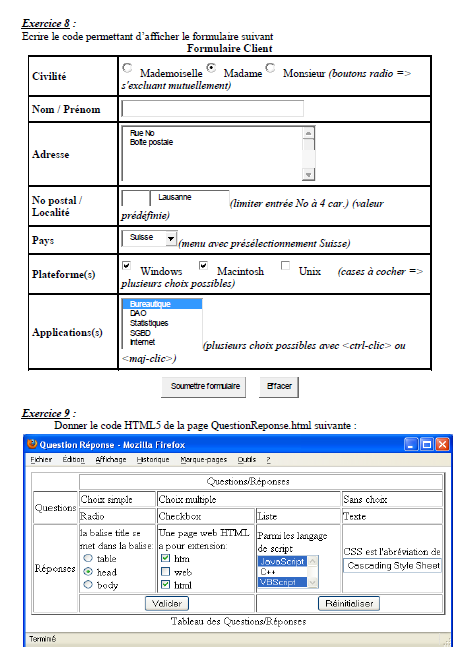 Exercice 8 :
Ecrire le code permettant d'afficher le formulaire suivant
Formulaire Client
Civilité
Mademoiselle Madame Monsieur (boutons radio =>
s'excluant mutuellement)
Nom / Prénom
Adresse
Rue No
Boîte postale
No postal /
Localité
Lausanne
(limiter entrée No à 4 car.) (valeur
prédéfinie)
Pays
Suisse
(menu avec présélectionnement Suisse)
Plateforme(s)
Windows Macintosh Unix (cases à cocher =>
plusieurs choix possibles)
Applications(s)
Bureautique
DAO
Statistiques
SGBD
Internet
(plusieurs choix possibles avec <ctrl-clic> ou
<maj-clic>)
Soumettre formulaire Effacer
Exercice 9 :
Donner le code HTML5 de la page QuestionReponse.html suivante :
Question Réponse - Mozilla Firefox
Fichier Edition Affichage Historique Marque-pages Outils ?
Questions/Réponses
Questions
Choix simple Choix multiple Sans choix
Radio Checkbox Liste Texte
Réponses
la balise title se
met dans la balise:
table
head
body
Une page web HTML
a pour extension:
htm
web
html
Parmi les langage
de script
JavaScript
C++
VBScript
CSS est l'abréviation de
Cascading Style Sheet
Valider Réinitialiser
Tableau des Questions/Réponses
Terminé